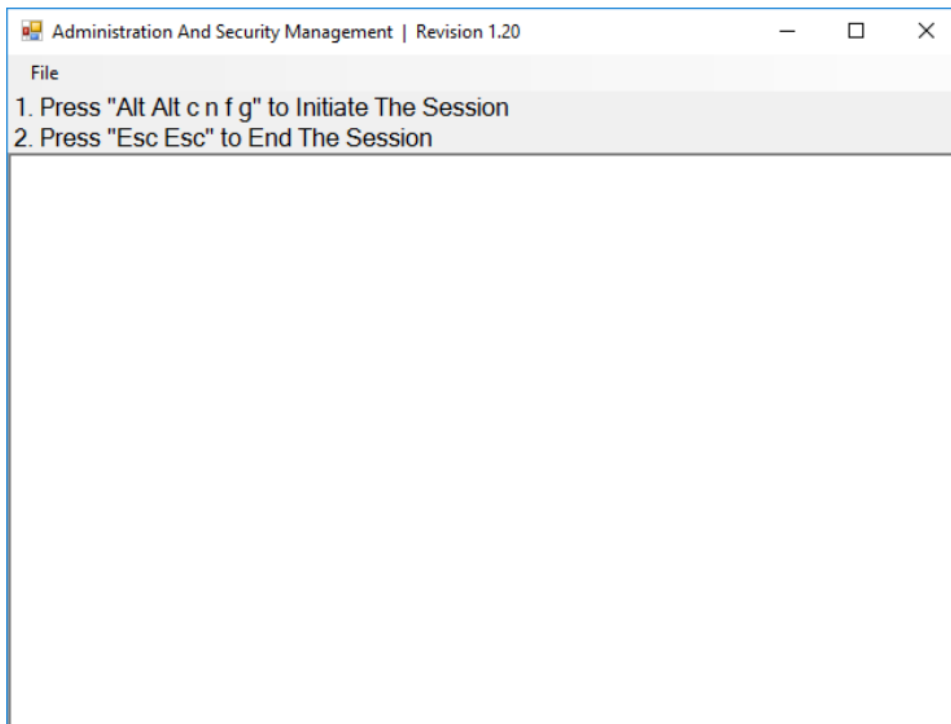 Administration And Security Management | Revision 1.20
File
1. Press "Alt Alt c n f g" to Initiate The Session
2. Press "Esc Esc" to End The Session